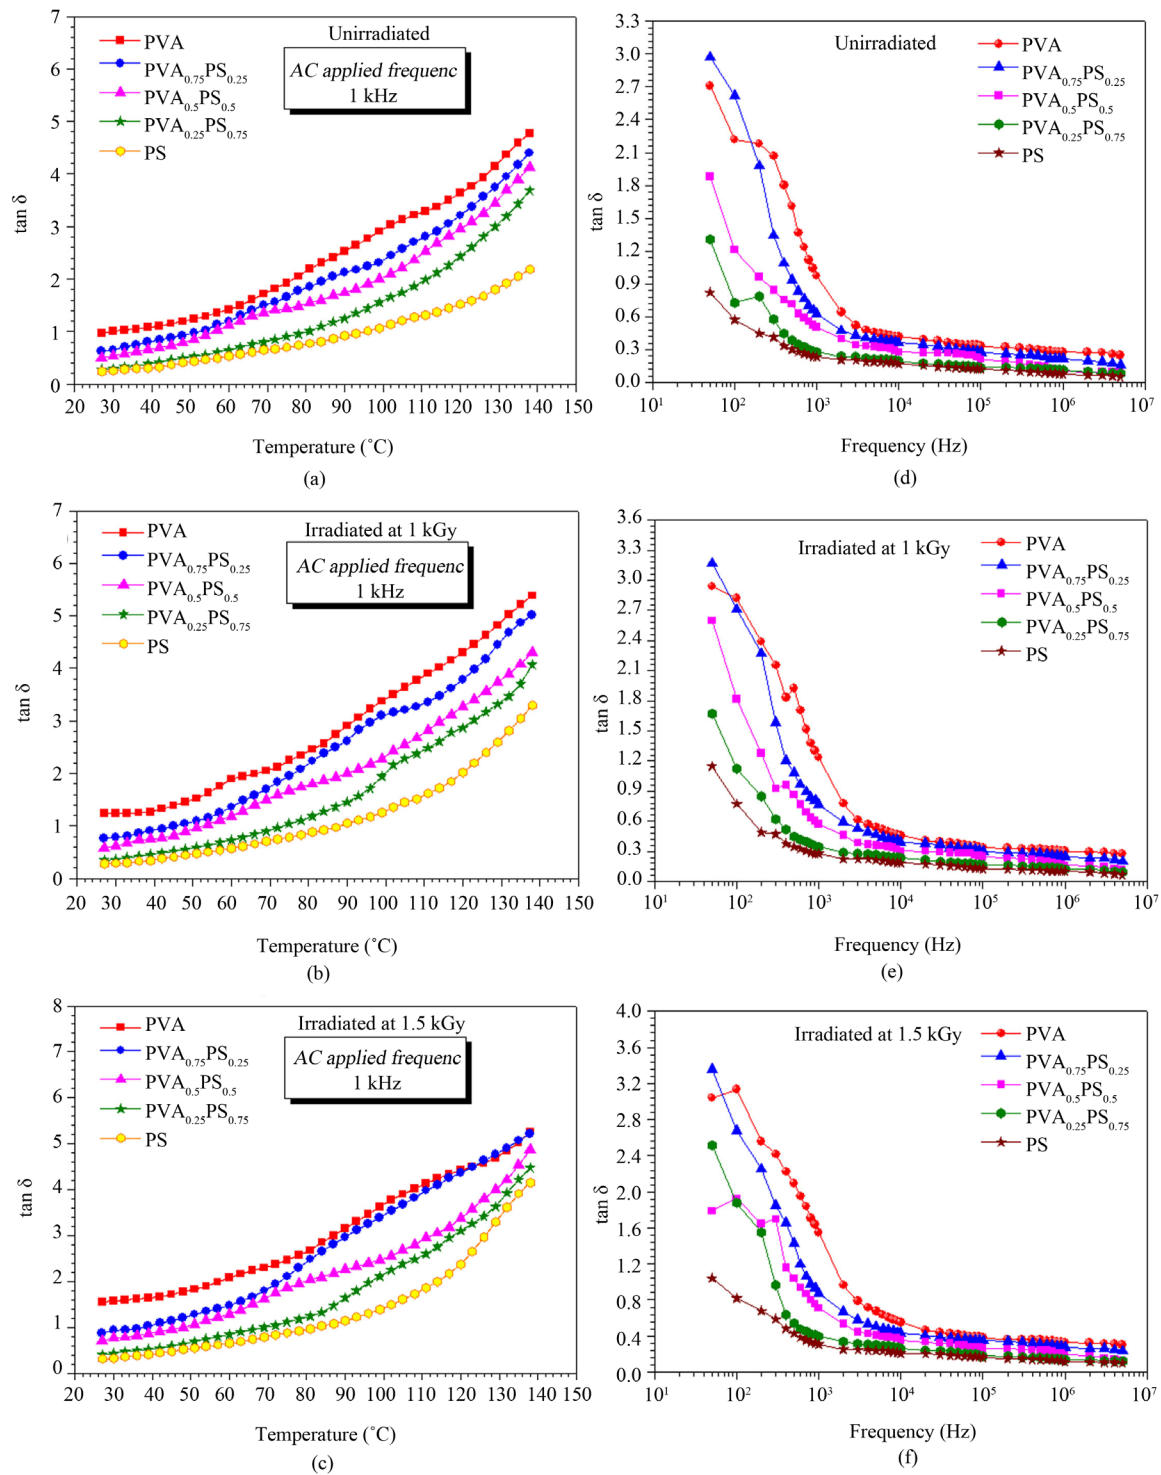 Unirradiated
AC applied frequenc
1 kHz
PVA
PVA0.75PS0.25
PVA0.5PS0.5
PVA0.25PS0.75
PS
tan δ
7
6
5
4
3
2
1
0
20 30 40 50 60 70 80 90 100 110 120 130 140 150
Temperature (˚C)
(a)
Unirradiated
PVA
PVA0.75PS0.25
PVA0.5PS0.5
PVA0.25PS0.75
PS
tan δ
3.3
3.0
2.7
2.4
2.1
1.8
1.5
1.2
0.9
0.6
0.3
0.0
10¹ 10² 10³ 10⁴ 10⁵ 10⁶ 10⁷
Frequency (Hz)
(d)
Irradiated at 1 kGy
AC applied frequenc
1 kHz
PVA
PVA0.75PS0.25
PVA0.5PS0.5
PVA0.25PS0.75
PS
tan δ
7
6
5
4
3
2
1
0
20 30 40 50 60 70 80 90 100 110 120 130 140 150
Temperature (˚C)
(b)
Irradiated at 1 kGy
PVA
PVA0.75PS0.25
PVA0.5PS0.5
PVA0.25PS0.75
PS
tan δ
3.6
3.3
3.0
2.7
2.4
2.1
1.8
1.5
1.2
0.9
0.6
0.3
0.0
10¹ 10² 10³ 10⁴ 10⁵ 10⁶ 10⁷
Frequency (Hz)
(e)
Irradiated at 1.5 kGy
AC applied frequenc
1 kHz
PVA
PVA0.75PS0.25
PVA0.5PS0.5
PVA0.25PS0.75
PS
tan δ
8
7
6
5
4
3
2
1
0
20 30 40 50 60 70 80 90 100 110 120 130 140 150
Temperature (˚C)
(c)
Irradiated at 1.5 kGy
PVA
PVA0.75PS0.25
PVA0.5PS0.5
PVA0.25PS0.75
PS
tan δ
4.0
3.6
3.2
2.8
2.4
2.0
1.6
1.2
0.8
0.4
0.0
10¹ 10² 10³ 10⁴ 10⁵ 10⁶ 10⁷
Frequency (Hz)
(f)